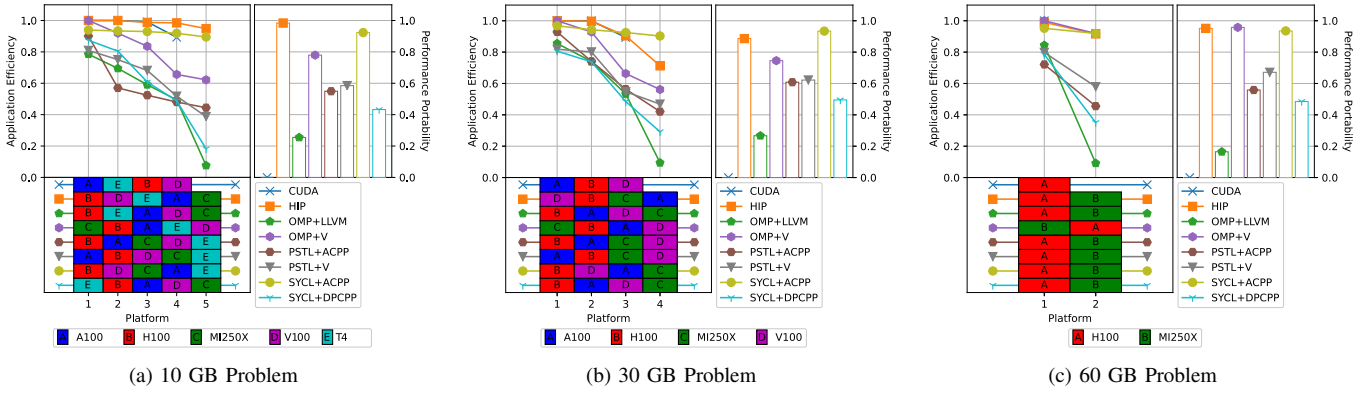 Application Efficiency
1.0
0.8
0.6
0.4
0.2
0.0
1.0
0.8
0.6
0.4
0.2
0.0
Performance Portability
A E B D
B D E A C
B E A D C
C B A E D
B A C D E
A B C D E
B D C A E
E B A D C
1 2 3 4 5
Platform
CUDA
HIP
OMP+LLVM
OMP+V
PSTL+ACPP
PSTL+V
SYCL+ACPP
SYCL+DPCPP
A A100 B H100 C MI250X D V100 E T4
(a) 10 GB Problem
Application Efficiency
1.0
0.8
0.6
0.4
0.2
0.0
1.0
0.8
0.6
0.4
0.2
0.0
Performance Portability
A B D
D B C A
B A D C
C B A D
A B C D
A B C D
B D A C
B D A C
1 2 3 4
Platform
CUDA
HIP
OMP+LLVM
OMP+V
PSTL+ACPP
PSTL+V
SYCL+ACPP
SYCL+DPCPP
A A100 B H100 C MI250X D V100
(b) 30 GB Problem
Application Efficiency
1.0
0.8
0.6
0.4
0.2
0.0
1.0
0.8
0.6
0.4
0.2
0.0
Performance Portability
A
A B
A B
B A
A B
A B
A B
A B
1 2
Platform
CUDA
HIP
OMP+LLVM
OMP+V
PSTL+ACPP
PSTL+V
SYCL+ACPP
SYCL+DPCPP
A H100 B MI250X
(c) 60 GB Problem